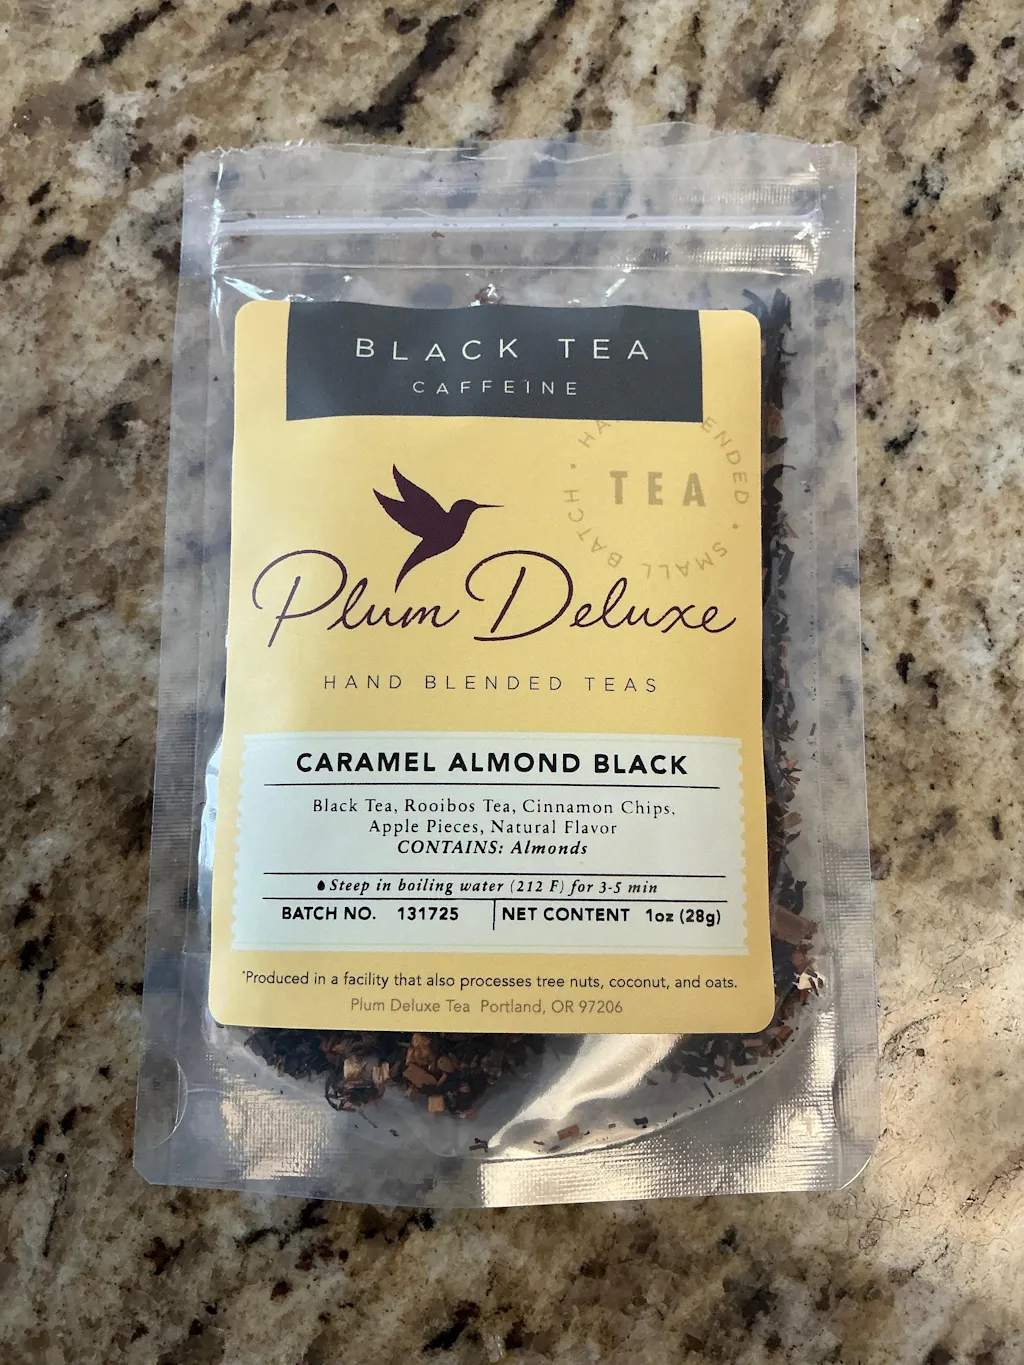 BLACK TEA
CAFFEINE
TEA
SMALL BATCH
Plum Deluxe
HAND BLENDED TEAS
CARAMEL ALMOND BLACK
Black Tea, Rooibos Tea, Cinnamon Chips,
Apple Pieces, Natural Flavor
CONTAINS: Almonds
Steep in boiling water (212 F) for 3-5 min
BATCH NO. 131725 NET CONTENT 1oz (28g)
*Produced in a facility that also processes tree nuts, coconut, and oats.
Plum Deluxe Tea Portland, OR 97206